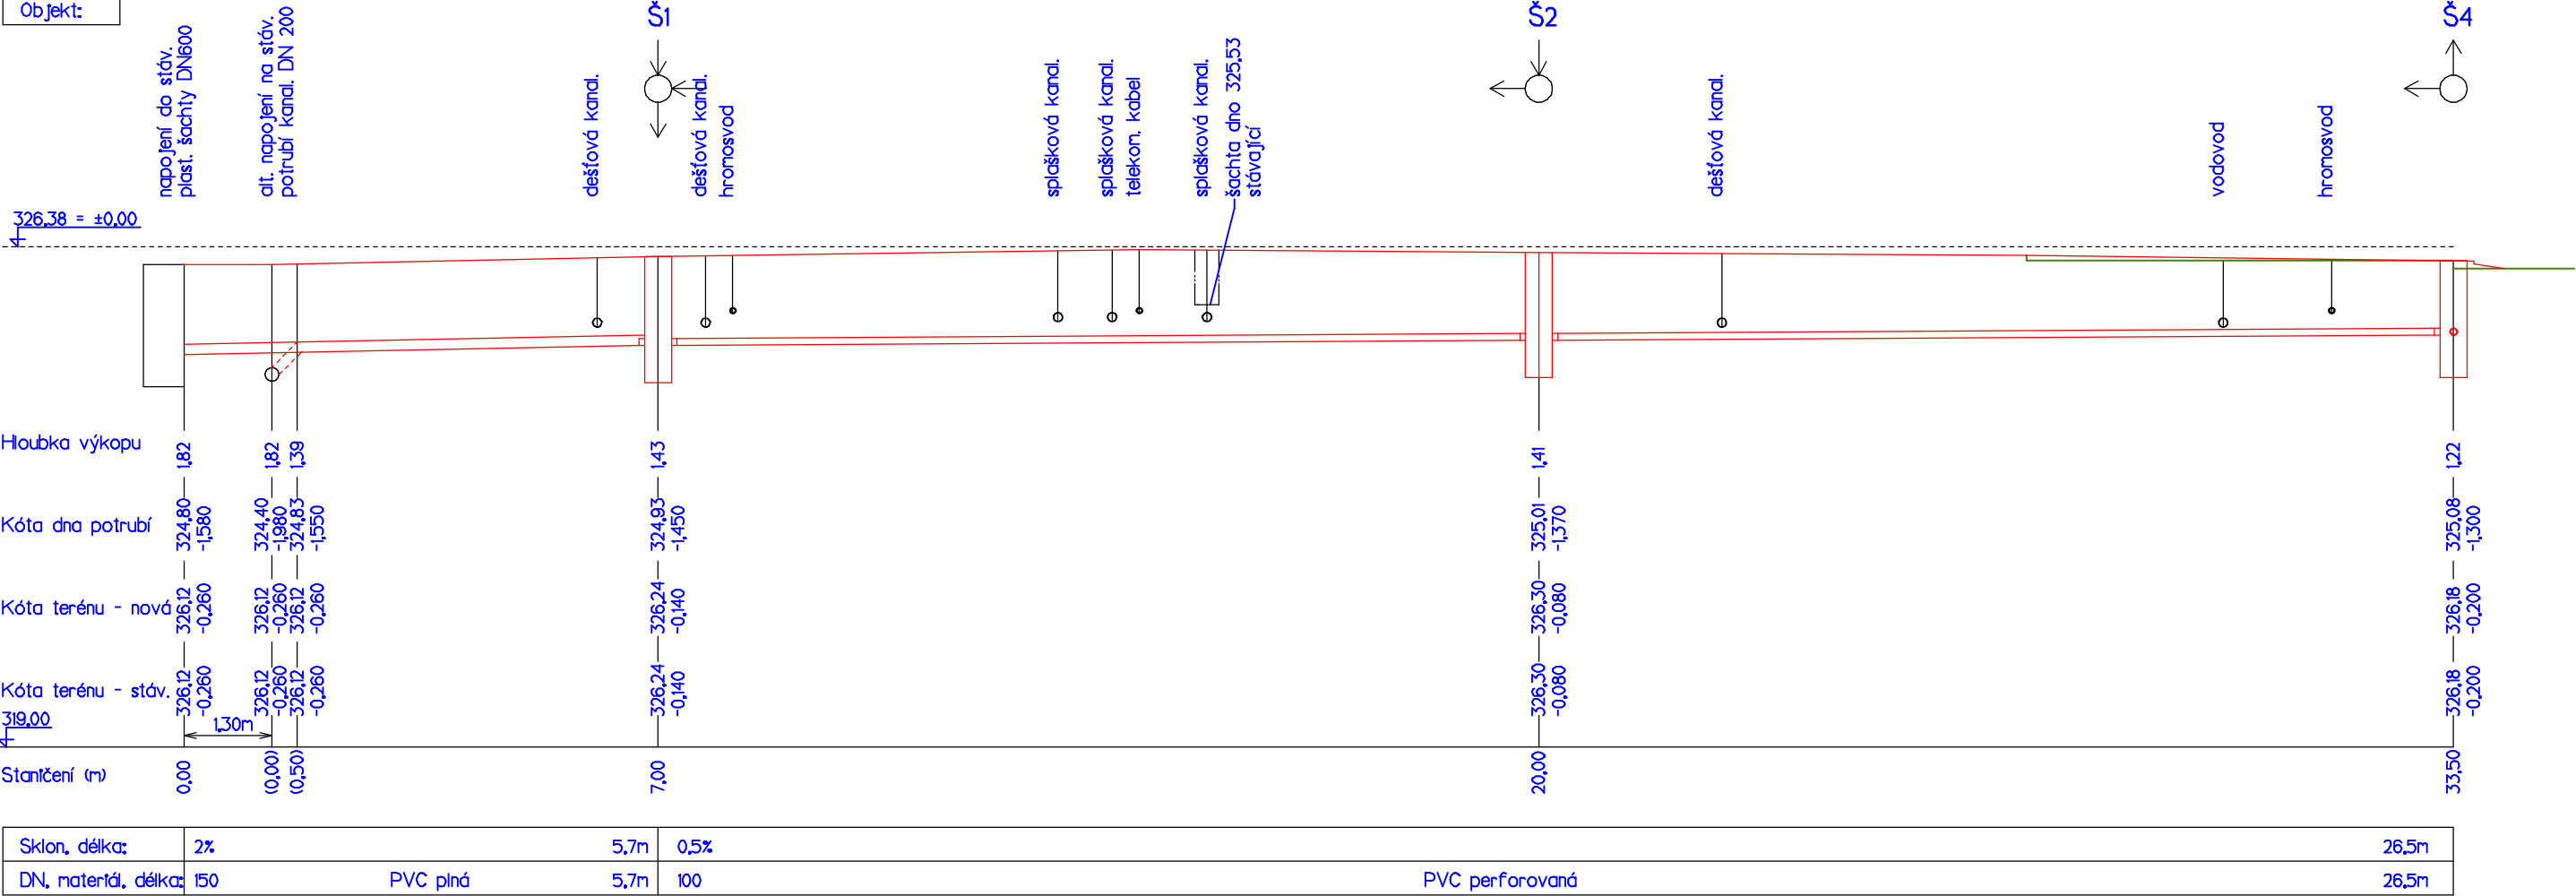 Objekt:
Š1
Š2
Š4
napojení do stáv.
plast. šachty DN600
alt. napojení na stáv.
potrubí kanal. DN 200
dešťová kanal.
dešťová kanal.
hromosvod
splašková kanal.
splašková kanal.
telekom. kabel
splašková kanal.
šachta dno 325,53
stávající
dešťová kanal.
vodovod
hromosvod
326,38 = ±0,00
Hloubka výkopu
1,82
1,82
1,39
1,43
1,41
1,22
Kóta dna potrubí
324,80
-1,580
324,40
-1,980
324,83
-1,550
324,93
-1,450
325,01
-1,370
325,08
-1,300
Kóta terénu - nová
326,12
-0,260
326,12
-0,260
326,12
-0,260
326,24
-0,140
326,30
-0,080
326,18
-0,200
Kóta terénu - stáv.
326,12
-0,260
326,12
-0,260
326,12
-0,260
326,24
-0,140
326,30
-0,080
326,18
-0,200
319,00
1,30m
Staničení (m)
0,00
(0,00)
(0,50)
7,00
20,00
33,50
Sklon, délka: 2% 5,7m 0,5% 26,5m
DN, materiál, délka: 150 PVC plná 5,7m 100 PVC perforovaná 26,5m